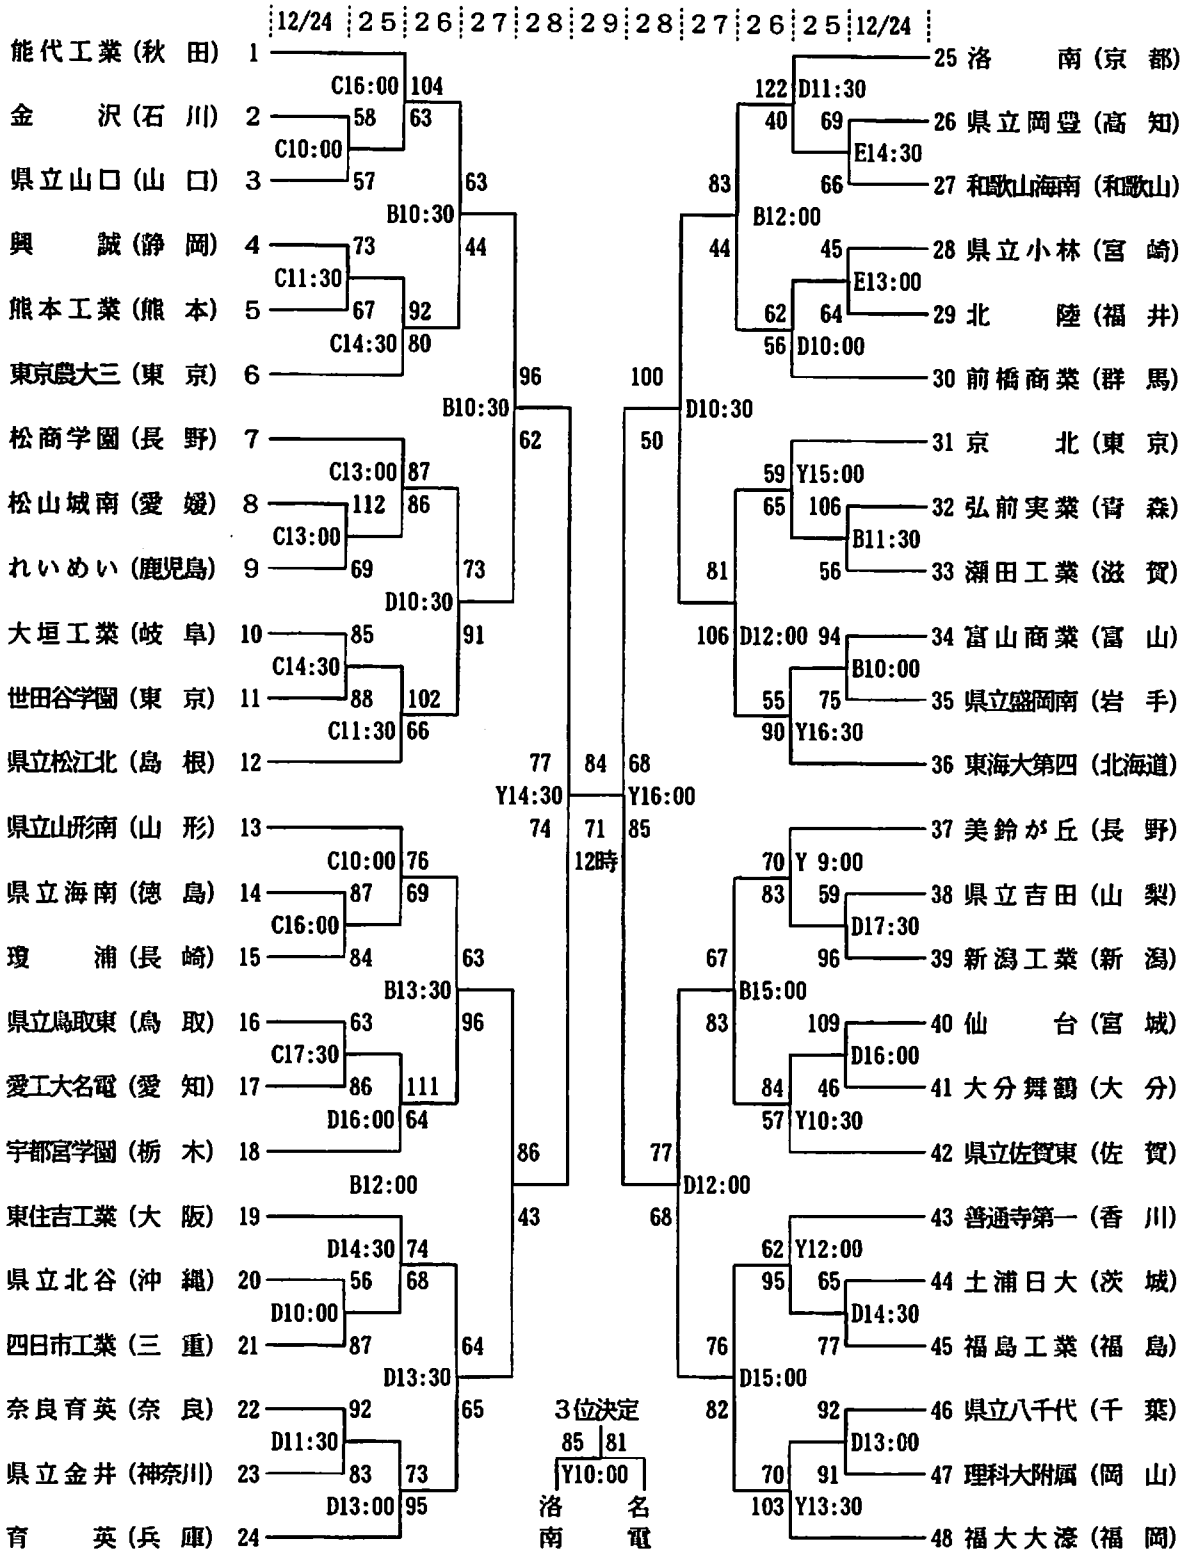 12/24 25 26 27 28 29 28 27 26 25 12/24
能代工業 (秋田) 1
C16:00 104
金沢 (石川) 2 58 63
C10:00
県立山口 (山口) 3 57 63
B10:30
興誠 (静岡) 4 73 44
C11:30
熊本工業 (熊本) 5 67 92
C14:30 80
東京農大三 (東京) 6 96
B10:30
松商学園 (長野) 7 62
C13:00 87
松山城南 (愛媛) 8 112 86
C13:00
れいめい (鹿児島) 9 69 73
D10:30
大垣工業 (岐阜) 10 85 91
C14:30
世田谷学園 (東京) 11 88 102
C11:30 66
県立松江北 (島根) 12 77
Y14:30
県立山形南 (山形) 13 74
C10:00 76
県立海南 (徳島) 14 87 69
C16:00
瓊浦 (長崎) 15 84 63
B13:30
県立鳥取東 (鳥取) 16 63 96
C17:30
愛工大名電 (愛知) 17 86 111
D16:00 64
宇都宮学園 (栃木) 18 86
B12:00
東住吉工業 (大阪) 19 43
D14:30 74
県立北谷 (沖縄) 20 56 68
D10:00
四日市工業 (三重) 21 87 64
D13:30
奈良育英 (奈良) 22 92 65
D11:30
県立金井 (神奈川) 23 83 73
D13:00 95
育英 (兵庫) 24
84
71
12時
25 洛南 (京都)
122 D11:30
40 69 26 県立岡豊 (高知)
E14:30
83 66 27 和歌山海南 (和歌山)
B12:00
44 45 28 県立小林 (宮崎)
E13:00
62 64 29 北陸 (福井)
56 D10:00
100 30 前橋商業 (群馬)
D10:30
50 31 京北 (東京)
59 Y15:00
65 106 32 弘前実業 (青森)
B11:30
81 56 33 瀬田工業 (滋賀)
106 D12:00 94 34 富山商業 (富山)
B10:00
55 75 35 県立盛岡南 (岩手)
90 Y16:30
68 36 東海大第四 (北海道)
Y16:00
85 37 美鈴が丘 (長野)
70 Y 9:00
83 59 38 県立吉田 (山梨)
D17:30
67 96 39 新潟工業 (新潟)
B15:00
83 109 40 仙台 (宮城)
D16:00
84 46 41 大分舞鶴 (大分)
57 Y10:30
77 42 県立佐賀東 (佐賀)
D12:00
68 43 善通寺第一 (香川)
62 Y12:00
95 65 44 土浦日大 (茨城)
D14:30
76 77 45 福島工業 (福島)
D15:00
82 92 46 県立八千代 (千葉)
D13:00
70 91 47 理科大附属 (岡山)
103 Y13:30
48 福大大濠 (福岡)
3位決定
85 81
Y10:00
洛南 名電